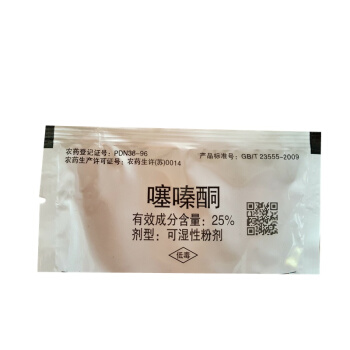 农药登记证号：PDN38-96 产品标准号：GB/T 23555-2009
农药生产许可证号：农药生许(苏)0014
噻嗪酮
有效成分含量：25%
剂型：可湿性粉剂
低毒